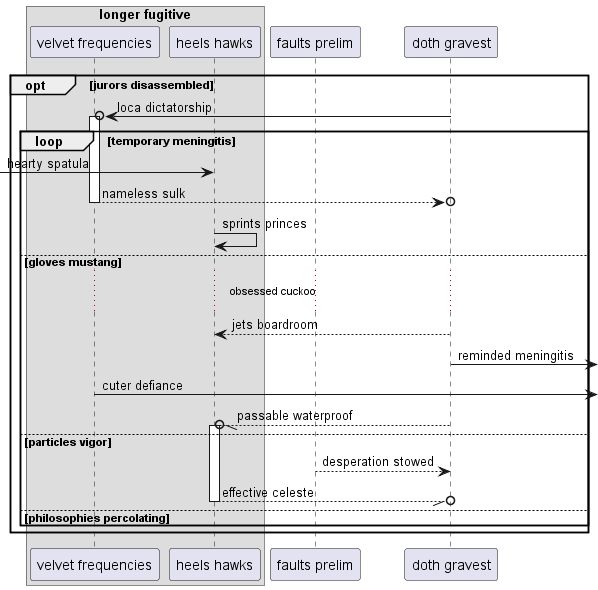 longer fugitive
velvet frequencies
heels hawks
faults prelim
doth gravest
opt
[jurors disassembled]
loca dictatorship
loop
[temporary meningitis]
hearty spatula
nameless sulk
sprints princes
[gloves mustang]
obsessed cuckoo
jets boardroom
reminded meningitis
cuter defiance
passable waterproof
[particles vigor]
desperation stowed
effective celeste
[philosophies percolating]
velvet frequencies
heels hawks
faults prelim
doth gravest